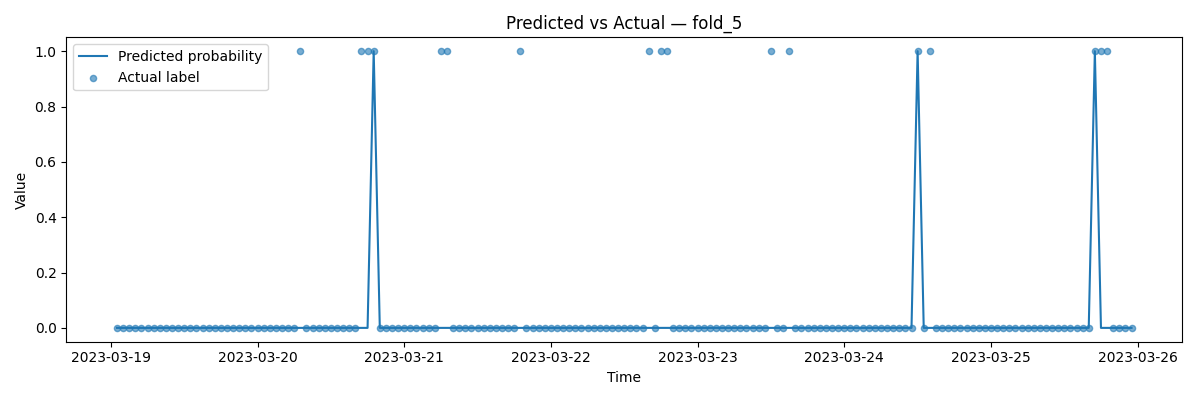 Predicted vs Actual — fold_5
Predicted probability
Actual label
Value
1.0
0.8
0.6
0.4
0.2
0.0
2023-03-19
2023-03-20
2023-03-21
2023-03-22
2023-03-23
2023-03-24
2023-03-25
2023-03-26
Time